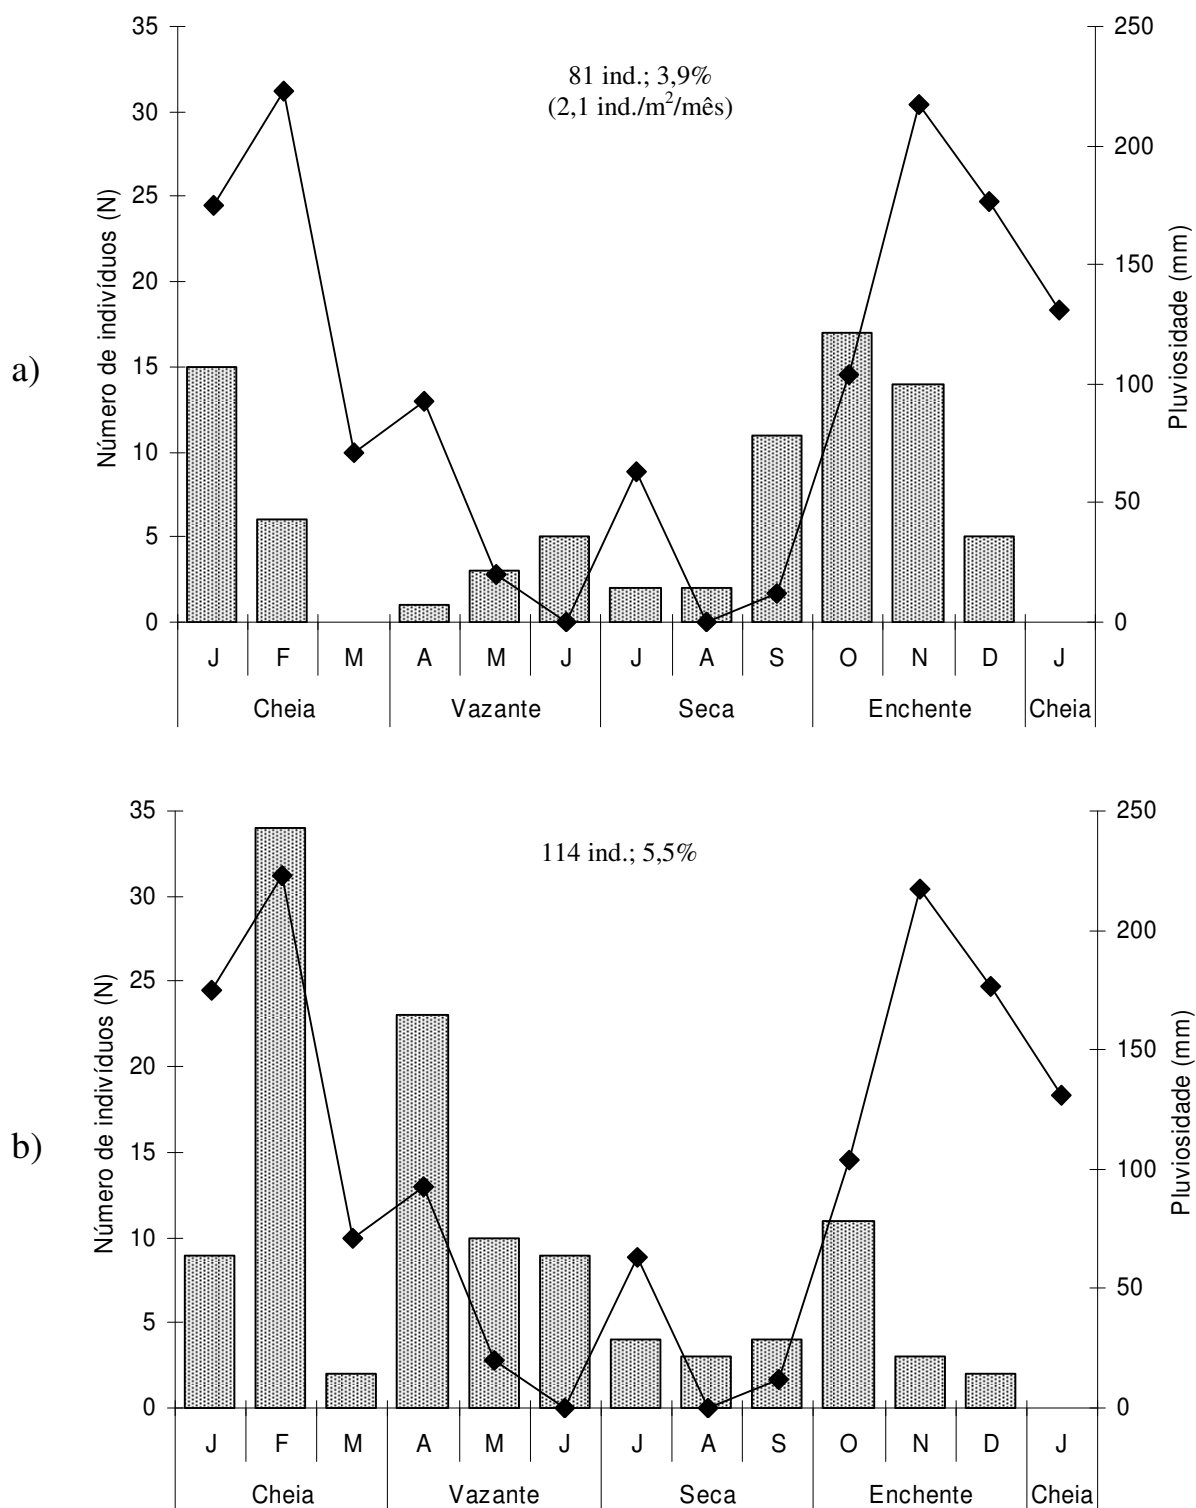 a)
Número de indivíduos (N)
35
30
25
20
15
10
5
0
81 ind.; 3,9%
(2,1 ind./m²/mês)
250
200
150
100
50
0
Pluviosidade (mm)
J F M A M J J A S O N D J
Cheia Vazante Seca Enchente Cheia
b)
Número de indivíduos (N)
35
30
25
20
15
10
5
0
114 ind.; 5,5%
250
200
150
100
50
0
Pluviosidade (mm)
J F M A M J J A S O N D J
Cheia Vazante Seca Enchente Cheia